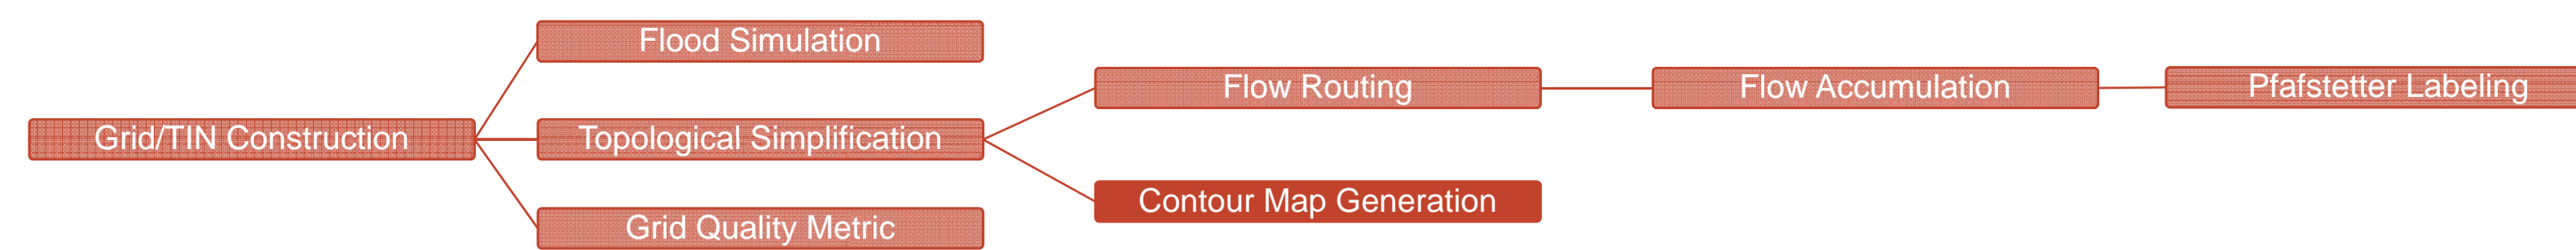 Flood Simulation
Flow Routing
Flow Accumulation
Pfafstetter Labeling
Grid/TIN Construction
Topological Simplification
Contour Map Generation
Grid Quality Metric